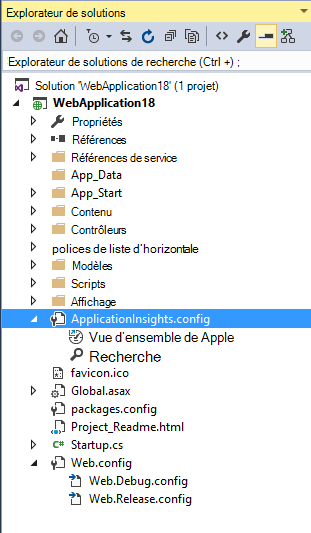 Explorateur de solutions
Explorateur de solutions de recherche (Ctrl +) ;
Solution 'WebApplication18' (1 projet)
WebApplication18
Propriétés
Références
Références de service
App_Data
App_Start
Contenu
Contrôleurs
polices de liste d'horizontale
Modèles
Scripts
Affichage
ApplicationInsights.config
Vue d'ensemble de Apple
Recherche
favicon.ico
Global.asax
packages.config
Project_Readme.html
C# Startup.cs
Web.config
Web.Debug.config
Web.Release.config